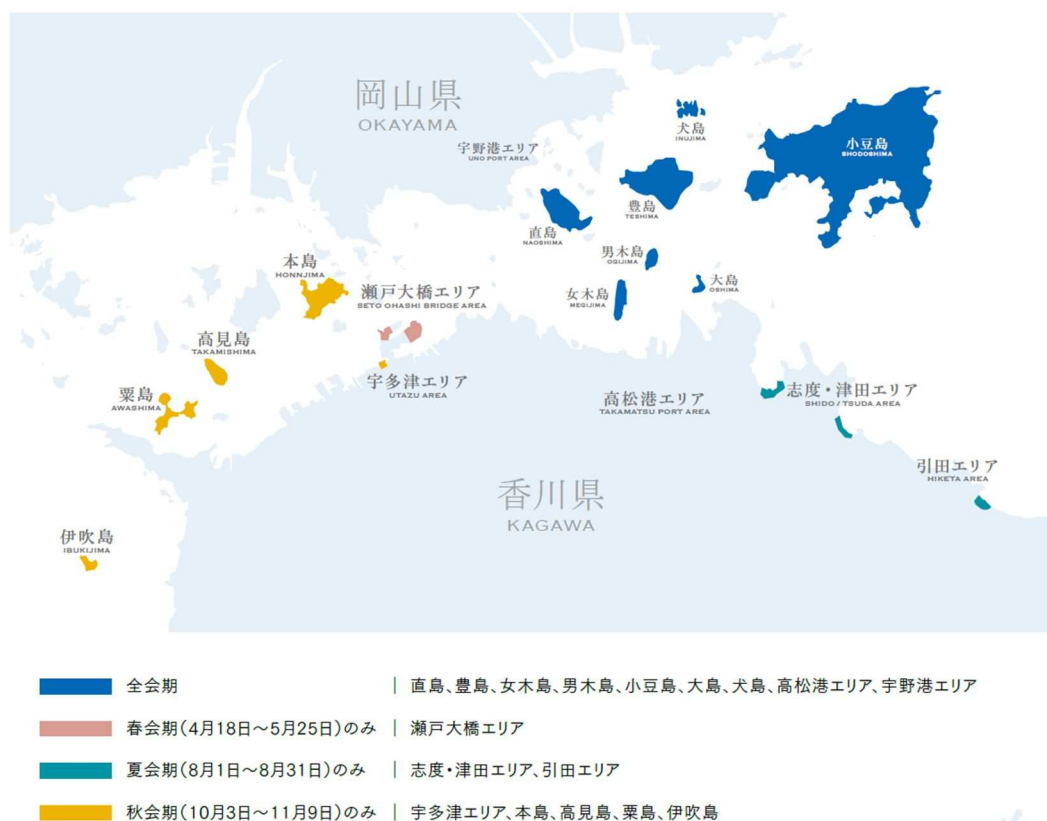 岡山県
OKAYAMA
宇野港エリア
UNO PORT AREA
犬島
INUJIMA
小豆島
SHODOSHIMA
豊島
TESHIMA
直島
NAOSHIMA
男木島
OGIJIMA
大島
OSHIMA
女木島
MEGIJIMA
本島
HONNJIMA
瀬戸大橋エリア
SETO OHASHI BRIDGE AREA
高見島
TAKAMISHIMA
宇多津エリア
UTAZU AREA
粟島
AWASHIMA
高松港エリア
TAKAMATSU PORT AREA
志度・津田エリア
SHIDO / TSUDA AREA
引田エリア
HIKETA AREA
香川県
KAGAWA
伊吹島
IBUKIJIMA
全会期 | 直島、豊島、女木島、男木島、小豆島、大島、犬島、高松港エリア、宇野港エリア
春会期(4月18日～5月25日)のみ | 瀬戸大橋エリア
夏会期(8月1日～8月31日)のみ | 志度・津田エリア、引田エリア
秋会期(10月3日～11月9日)のみ | 宇多津エリア、本島、高見島、粟島、伊吹島